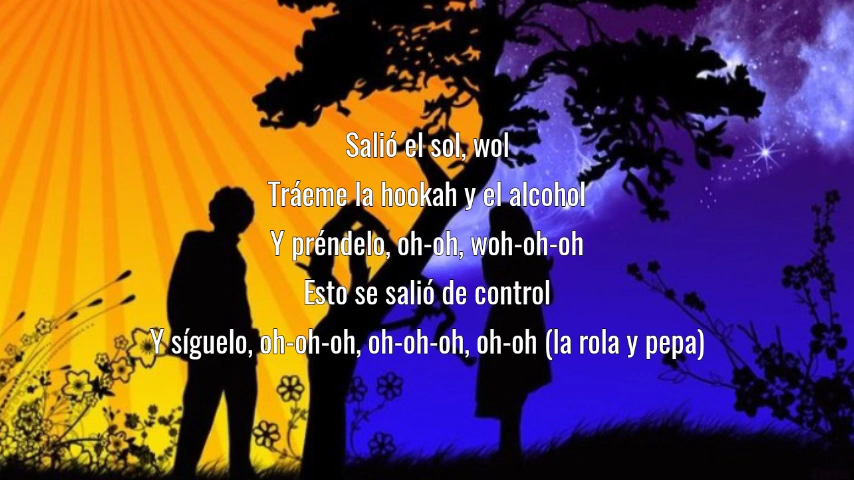 Salió el sol, wol
Tráeme la hookah y el alcohol
Y préndelo, oh-oh, woh-oh-oh
Esto se salió de control
Y síguelo, oh-oh-oh, oh-oh-oh, oh-oh (la rola y pepa)